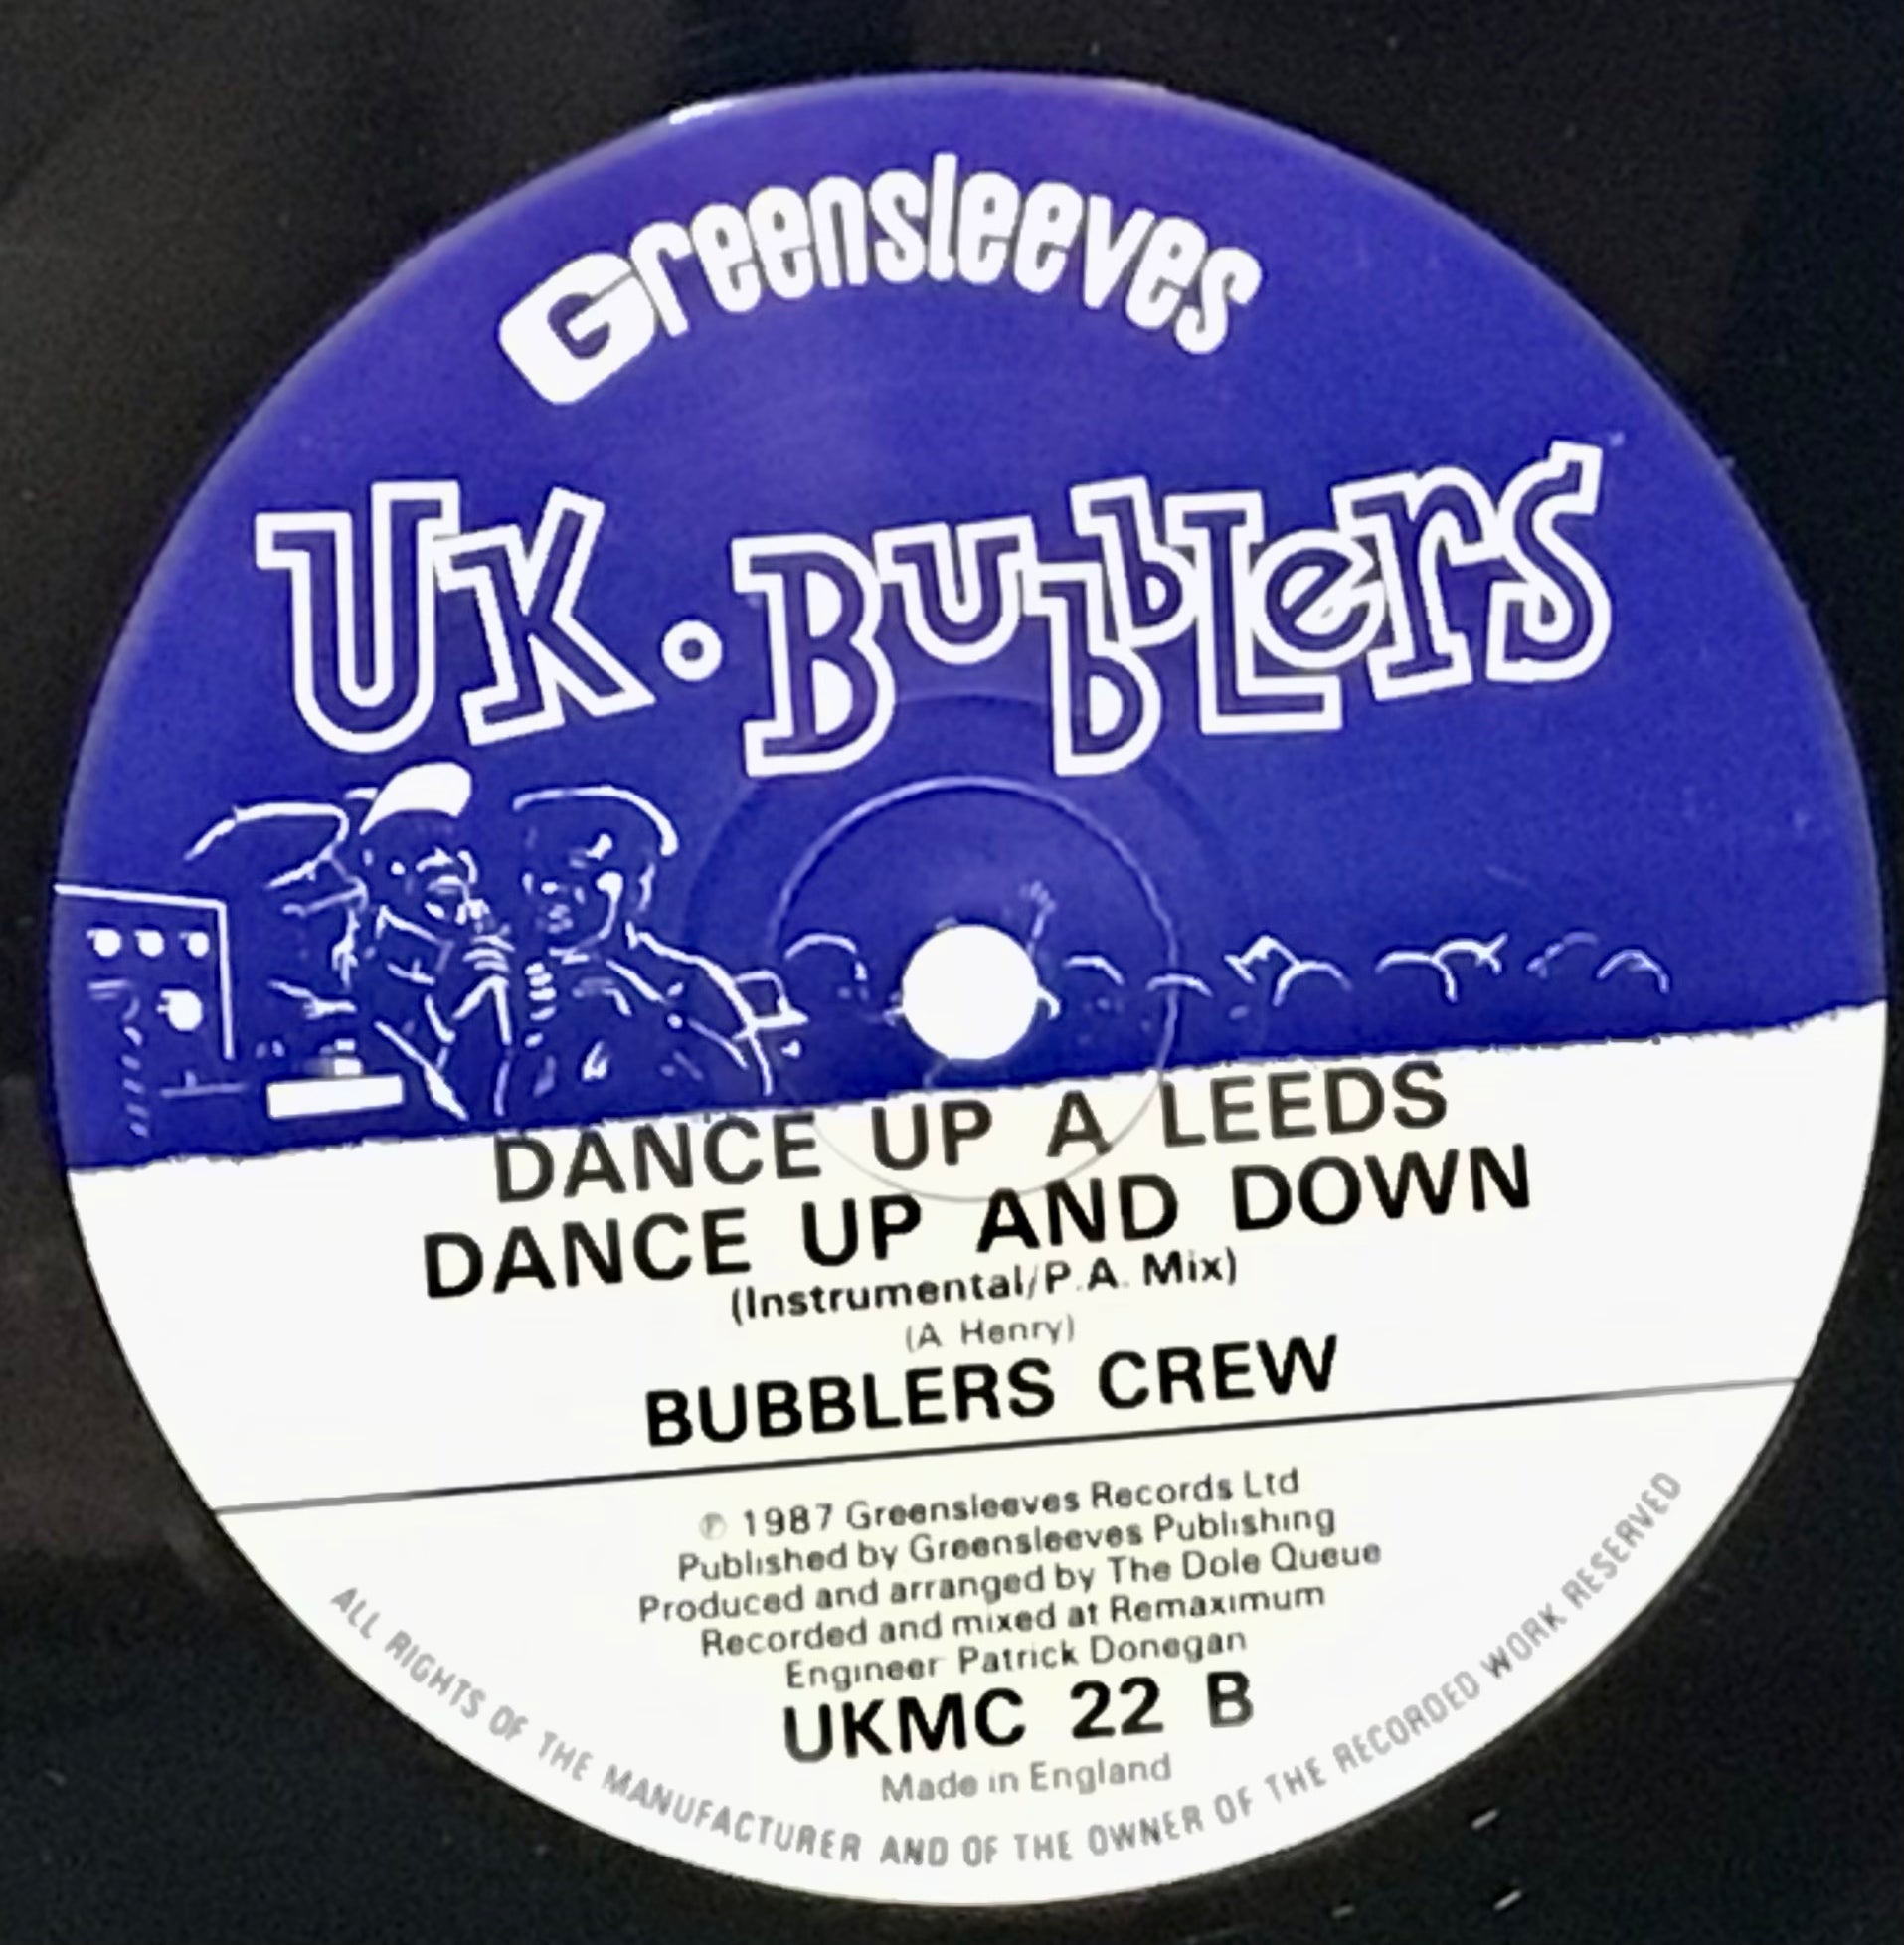 Greensleeves
UK·BubbLers
DANCE UP A LEEDS
DANCE UP AND DOWN
(Instrumental/P.A. Mix)
(A Henry)
BUBBLERS CREW
℗ 1987 Greensleeves Records Ltd
Published by Greensleeves Publishing
Produced and arranged by The Dole Queue
Recorded and mixed at Remaximum
Engineer Patrick Donegan
UKMC 22 B
Made in England
ALL RIGHTS OF THE MANUFACTURER AND OF THE OWNER OF THE RECORDED WORK RESERVED